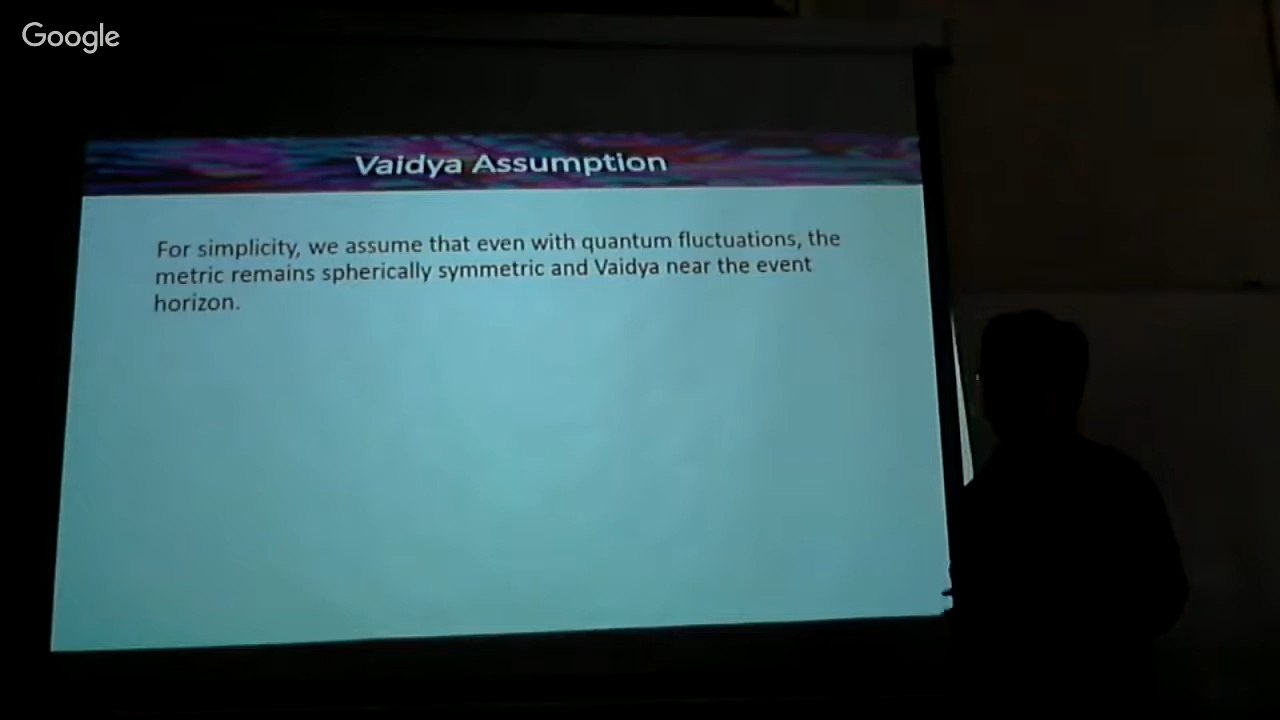 Google
Vaidya Assumption
For simplicity, we assume that even with quantum fluctuations, the
metric remains spherically symmetric and Vaidya near the event
horizon.